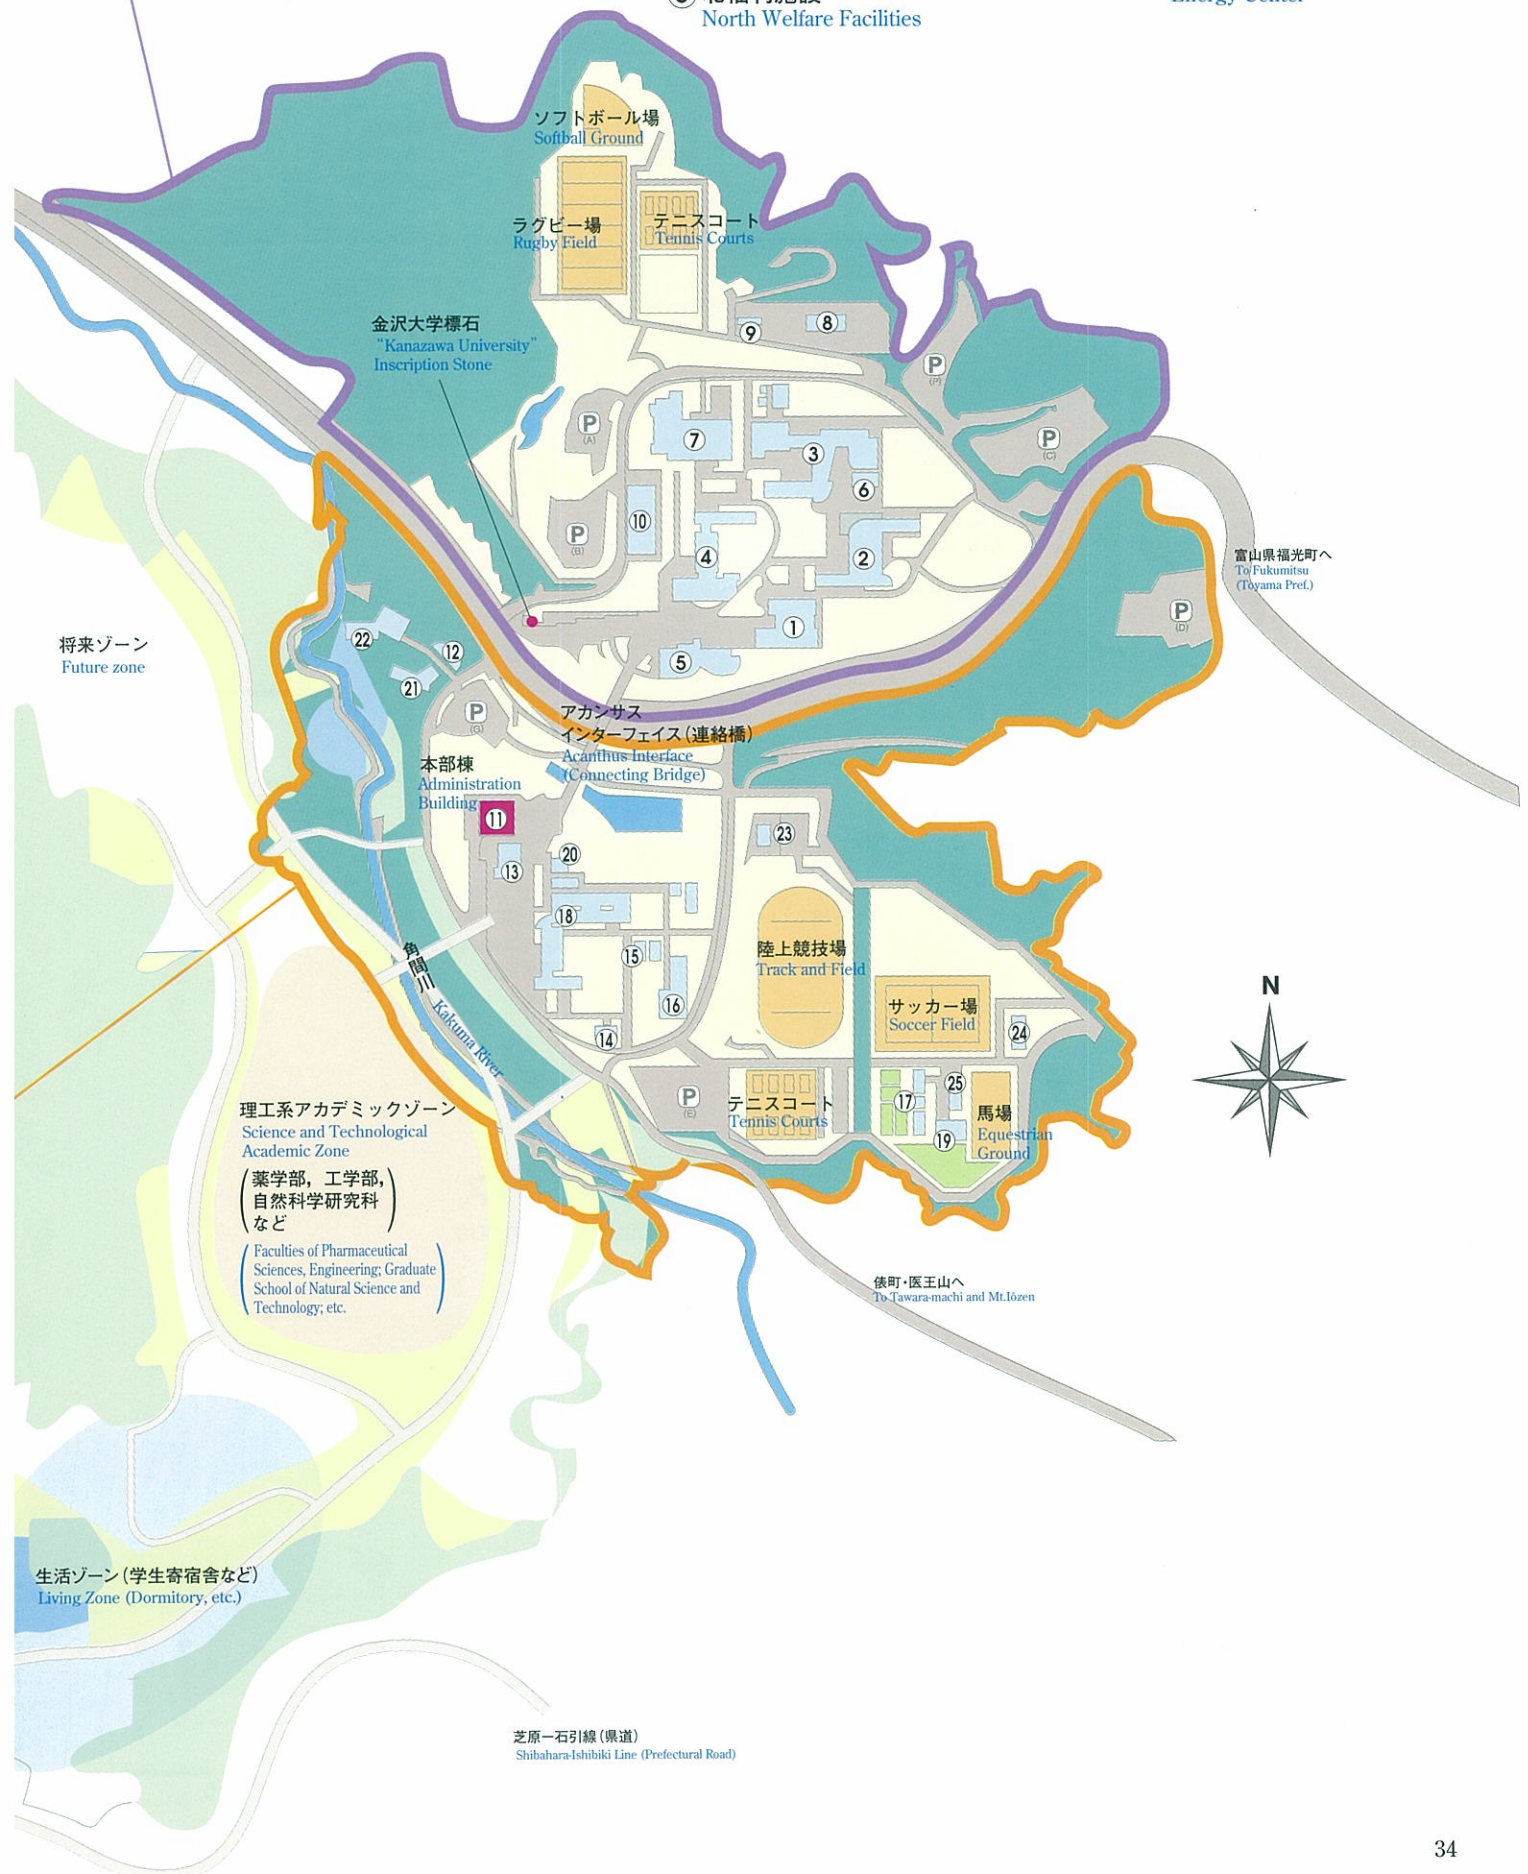 North Welfare Facilities
ソフトボール場
Softball Ground
ラグビー場
Rugby Field
テニスコート
Tennis Courts
金沢大学標石
“Kanazawa University”
Inscription Stone
9
8
P
(F)
P
(A)
7
3
P
(C)
6
10
P
(B)
4
2
富山県福光町へ
To Fukumitsu
(Toyama Pref.)
P
(D)
1
5
将来ゾーン
Future zone
22
12
21
P
(G)
アカンサス
インターフェイス(連絡橋)
Acanthus Interface
(Connecting Bridge)
本部棟
Administration
Building
11
23
20
13
18
15
16
14
陸上競技場
Track and Field
サッカー場
Soccer Field
24
N
角間川
Kakuma River
P
(E)
テニスコート
Tennis Courts
17
25
19
馬場
Equestrian
Ground
理工系アカデミックゾーン
Science and Technological
Academic Zone
(薬学部，工学部，
自然科学研究科
など)
(Faculties of Pharmaceutical
Sciences, Engineering; Graduate
School of Natural Science and
Technology; etc.)
俵町・医王山へ
To Tawara-machi and Mt.Iôzen
生活ゾーン(学生寄宿舎など)
Living Zone (Dormitory, etc.)
芝原ー石引線(県道)
Shibahara-Ishibiki Line (Prefectural Road)
34